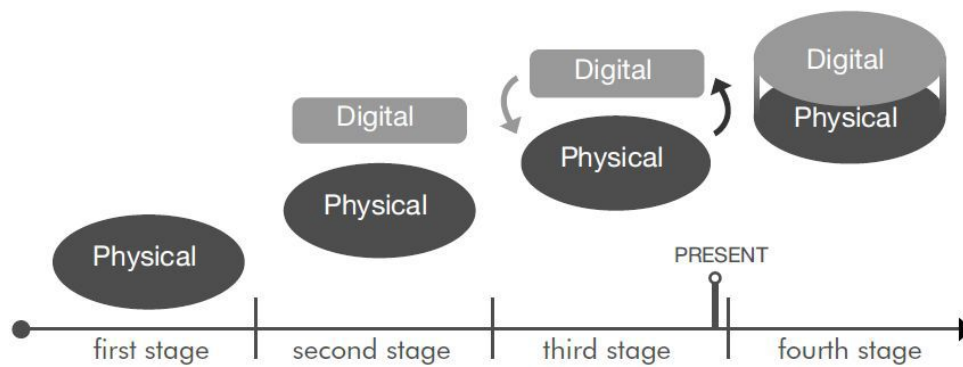 Digital
Digital
Digital
Physical
Physical
Physical
Physical
PRESENT
first stage
second stage
third stage
fourth stage